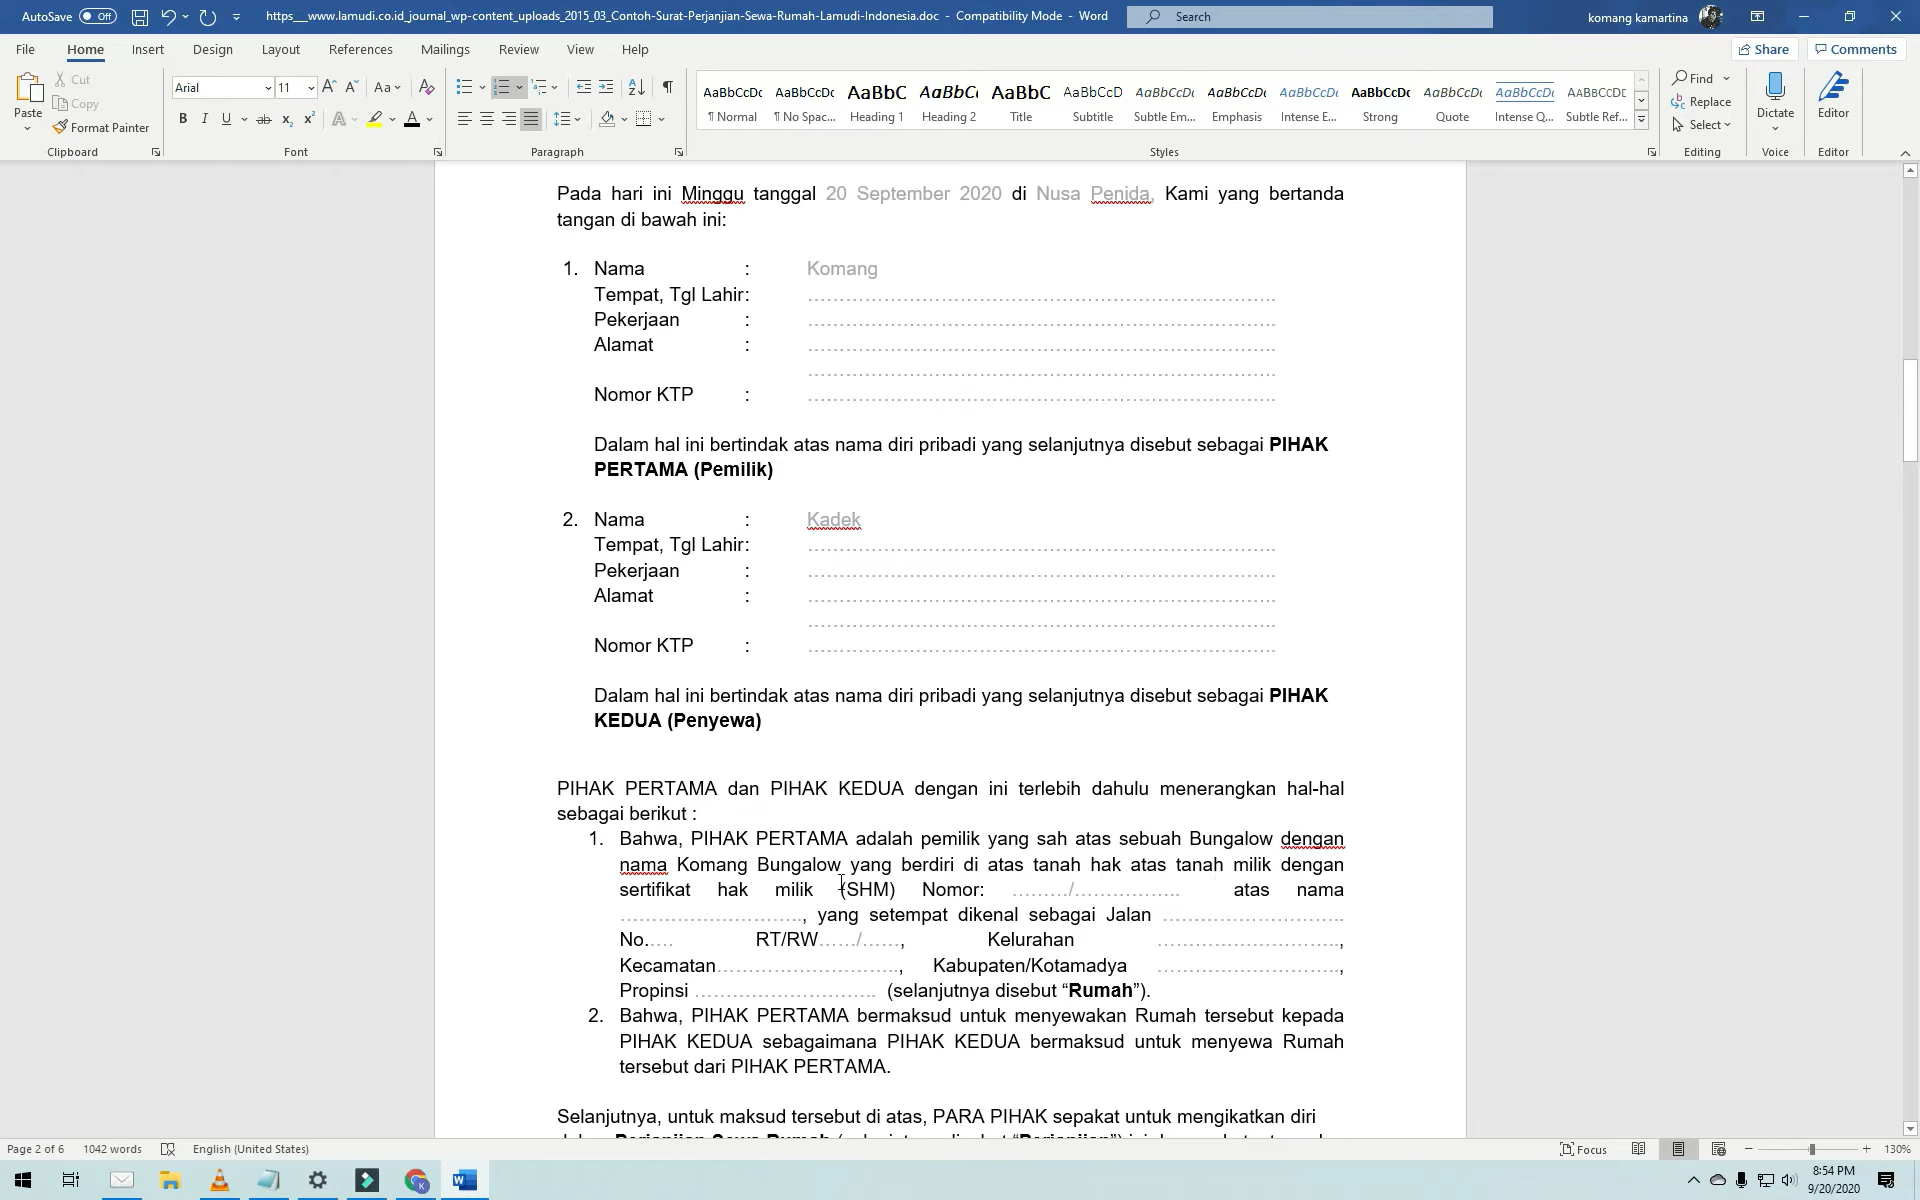 AutoSave Off
https___www.lamudi.co.id_journal_wp-content_uploads_2015_03_Contoh-Surat-Perjanjian-Sewa-Rumah-Lamudi-Indonesia.doc - Compatibility Mode - Word
Search
komang kamartina
File Home Insert Design Layout References Mailings Review View Help
Share Comments
Paste Cut
Copy
Format Painter
Arial 11
AaBbCcDc AaBbCcDc AaBbC AaBbC AaBbC AaBbCcD AaBbCcDc AaBbCcDc AaBbCcDc AaBbCcDc AaBbCcDc AaBbCcDc AABBCCDC
¶ Normal ¶ No Spac... Heading 1 Heading 2 Title Subtitle Subtle Em... Emphasis Intense E... Strong Quote Intense Q... Subtle Ref...
Find
Replace
Select
Dictate Editor
Clipboard Font Paragraph Styles Editing Voice Editor
Pada hari ini Minggu tanggal 20 September 2020 di Nusa Penida, Kami yang bertanda
tangan di bawah ini:
1. Nama : Komang
Tempat, Tgl Lahir: ........................................................................
Pekerjaan : ........................................................................
Alamat : ........................................................................
........................................................................
Nomor KTP : ........................................................................
Dalam hal ini bertindak atas nama diri pribadi yang selanjutnya disebut sebagai PIHAK
PERTAMA (Pemilik)
2. Nama : Kadek
Tempat, Tgl Lahir: ........................................................................
Pekerjaan : ........................................................................
Alamat : ........................................................................
........................................................................
Nomor KTP : ........................................................................
Dalam hal ini bertindak atas nama diri pribadi yang selanjutnya disebut sebagai PIHAK
KEDUA (Penyewa)
PIHAK PERTAMA dan PIHAK KEDUA dengan ini terlebih dahulu menerangkan hal-hal
sebagai berikut :
1. Bahwa, PIHAK PERTAMA adalah pemilik yang sah atas sebuah Bungalow dengan
nama Komang Bungalow yang berdiri di atas tanah hak atas tanah milik dengan
sertifikat hak milik (SHM) Nomor: ………/……………….. atas nama
……………………….., yang setempat dikenal sebagai Jalan ………………………..
No.…. RT/RW……/……, Kelurahan ………………………..,
Kecamatan……………………….., Kabupaten/Kotamadya ………………………..,
Propinsi ……………………….. (selanjutnya disebut “Rumah”).
2. Bahwa, PIHAK PERTAMA bermaksud untuk menyewakan Rumah tersebut kepada
PIHAK KEDUA sebagaimana PIHAK KEDUA bermaksud untuk menyewa Rumah
tersebut dari PIHAK PERTAMA.
Selanjutnya, untuk maksud tersebut di atas, PARA PIHAK sepakat untuk mengikatkan diri
Page 2 of 6 1042 words English (United States) Focus 130%
8:54 PM
9/20/2020